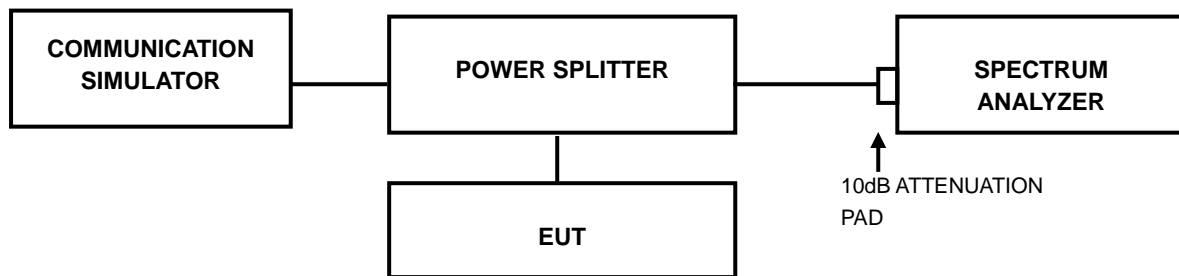 COMMUNICATION
SIMULATOR
POWER SPLITTER
SPECTRUM
ANALYZER
10dB ATTENUATION
PAD
EUT